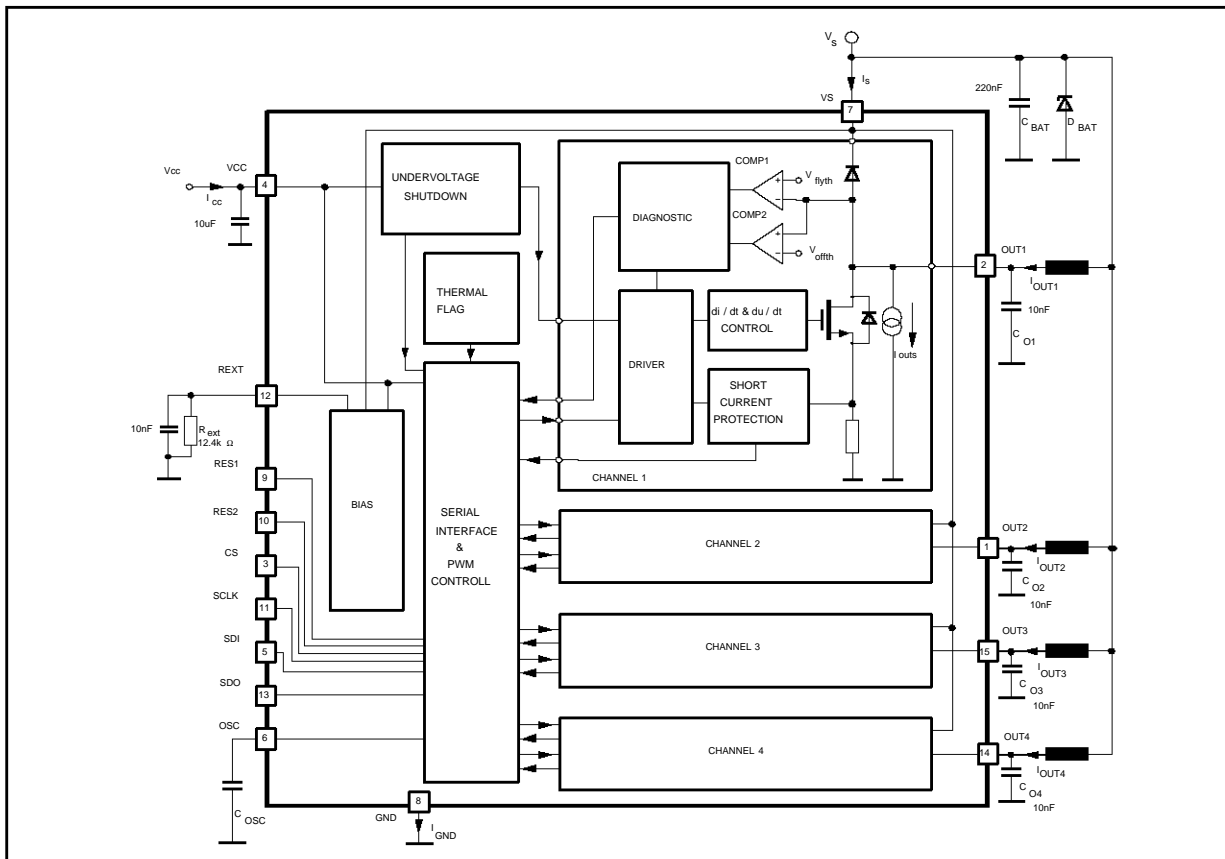 V S
I S
VS
7
220nF
C BAT
D BAT
Vcc
I cc
VCC
4
10uF
UNDERVOLTAGE
SHUTDOWN
THERMAL
FLAG
COMP1
V flyth
COMP2
V offth
DIAGNOSTIC
DRIVER
di / dt & du / dt
CONTROL
SHORT
CURRENT
PROTECTION
I outs
CHANNEL 1
OUT1
2
I OUT1
10nF
C O1
REXT
12
10nF
R ext
12.4k Ω
RES1
9
RES2
10
CS
3
SCLK
11
SDI
5
SDO
13
OSC
6
C OSC
BIAS
SERIAL
INTERFACE
&
PWM
CONTROLL
CHANNEL 2
OUT2
1
I OUT2
C O2
10nF
CHANNEL 3
OUT3
15
I OUT3
C O3
10nF
CHANNEL 4
OUT4
14
I OUT4
C O4
10nF
8
GND
I GND